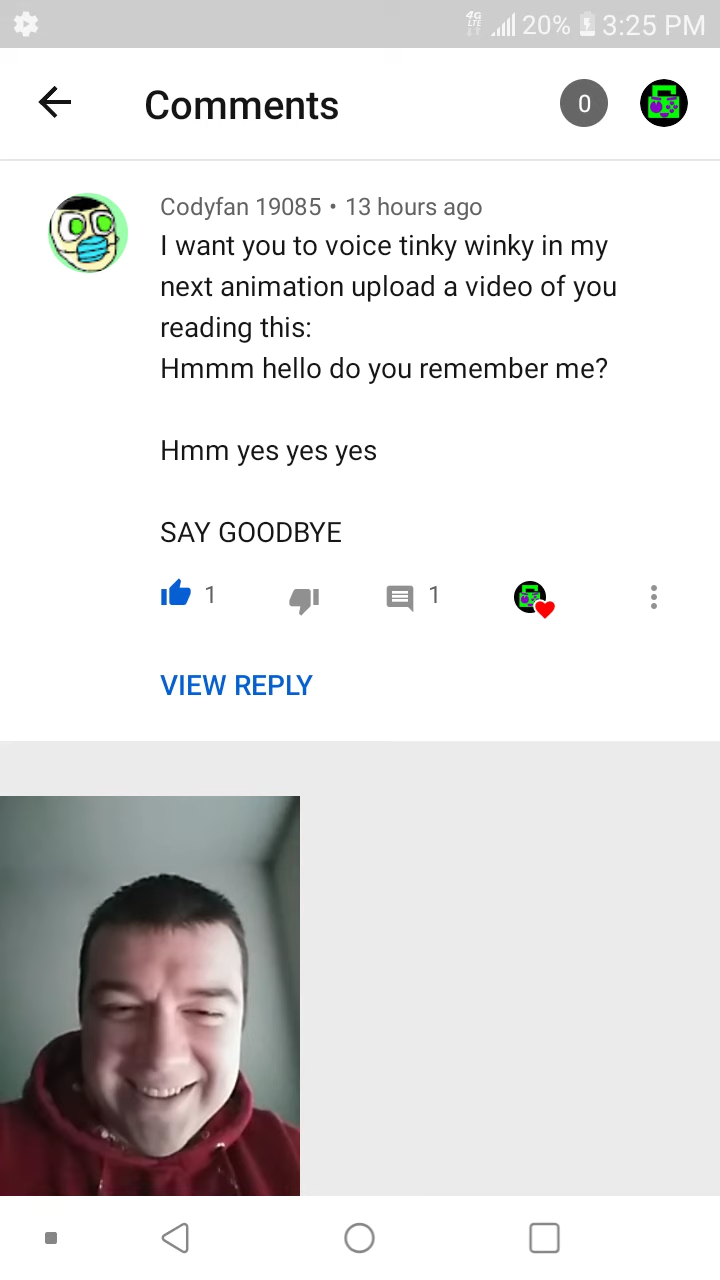 4G LTE 20% 3:25 PM
Comments 0
Codyfan 19085 • 13 hours ago
I want you to voice tinky winky in my
next animation upload a video of you
reading this:
Hmmm hello do you remember me?
Hmm yes yes yes
SAY GOODBYE
1 1
VIEW REPLY